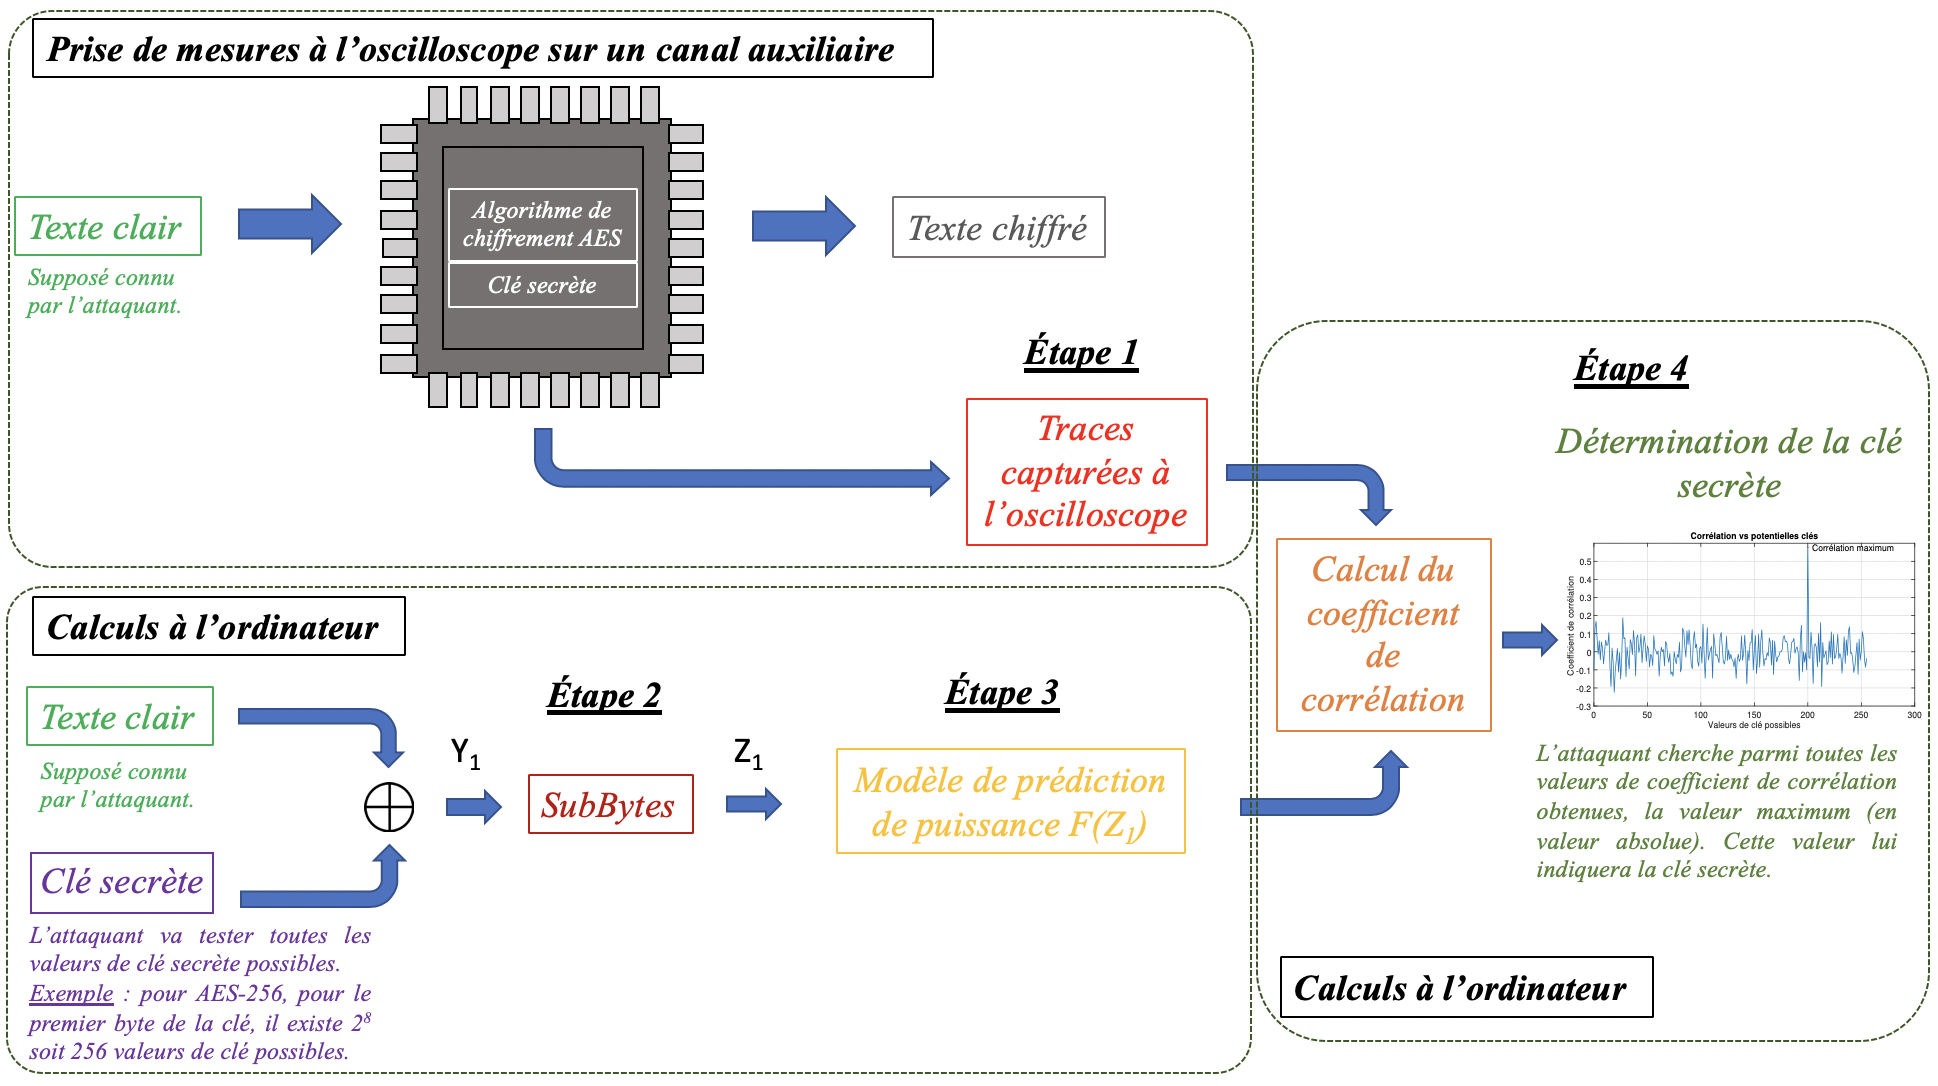 Prise de mesures à l’oscilloscope sur un canal auxiliaire
Texte clair
Supposé connu
par l’attaquant.
Algorithme de
chiffrement AES
Clé secrète
Texte chiffré
Étape 1
Traces
capturées à
l’oscilloscope
Calculs à l’ordinateur
Texte clair
Supposé connu
par l’attaquant.
Clé secrète
L’attaquant va tester toutes les
valeurs de clé secrète possibles.
Exemple : pour AES-256, pour le
premier byte de la clé, il existe 2⁸
soit 256 valeurs de clé possibles.
Y₁
Étape 2
SubBytes
Z₁
Étape 3
Modèle de prédiction
de puissance F(Z₁)
Calcul du
coefficient
de
corrélation
Étape 4
Détermination de la clé
secrète
Corrélation vs potentielles clés
Corrélation maximum
Coefficient de corrélation
0.5
0.4
0.3
0.2
0.1
0
-0.1
-0.2
-0.3
0 50 100 150 200 250 300
Valeurs de clé possibles
L’attaquant cherche parmi toutes les
valeurs de coefficient de corrélation
obtenues, la valeur maximum (en
valeur absolue). Cette valeur lui
indiquera la clé secrète.
Calculs à l’ordinateur